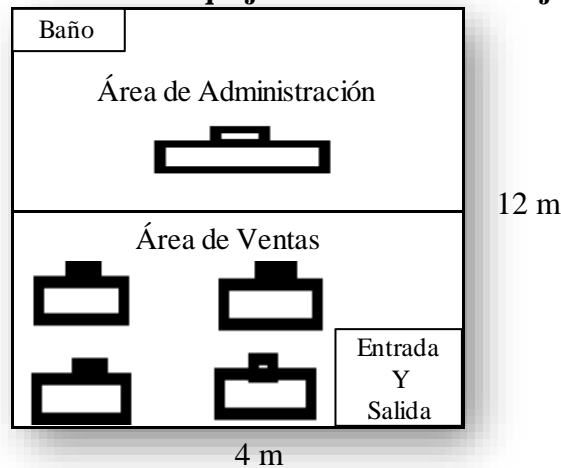 Baño
Área de Administración
12 m
Área de Ventas
Entrada
Y
Salida
4 m